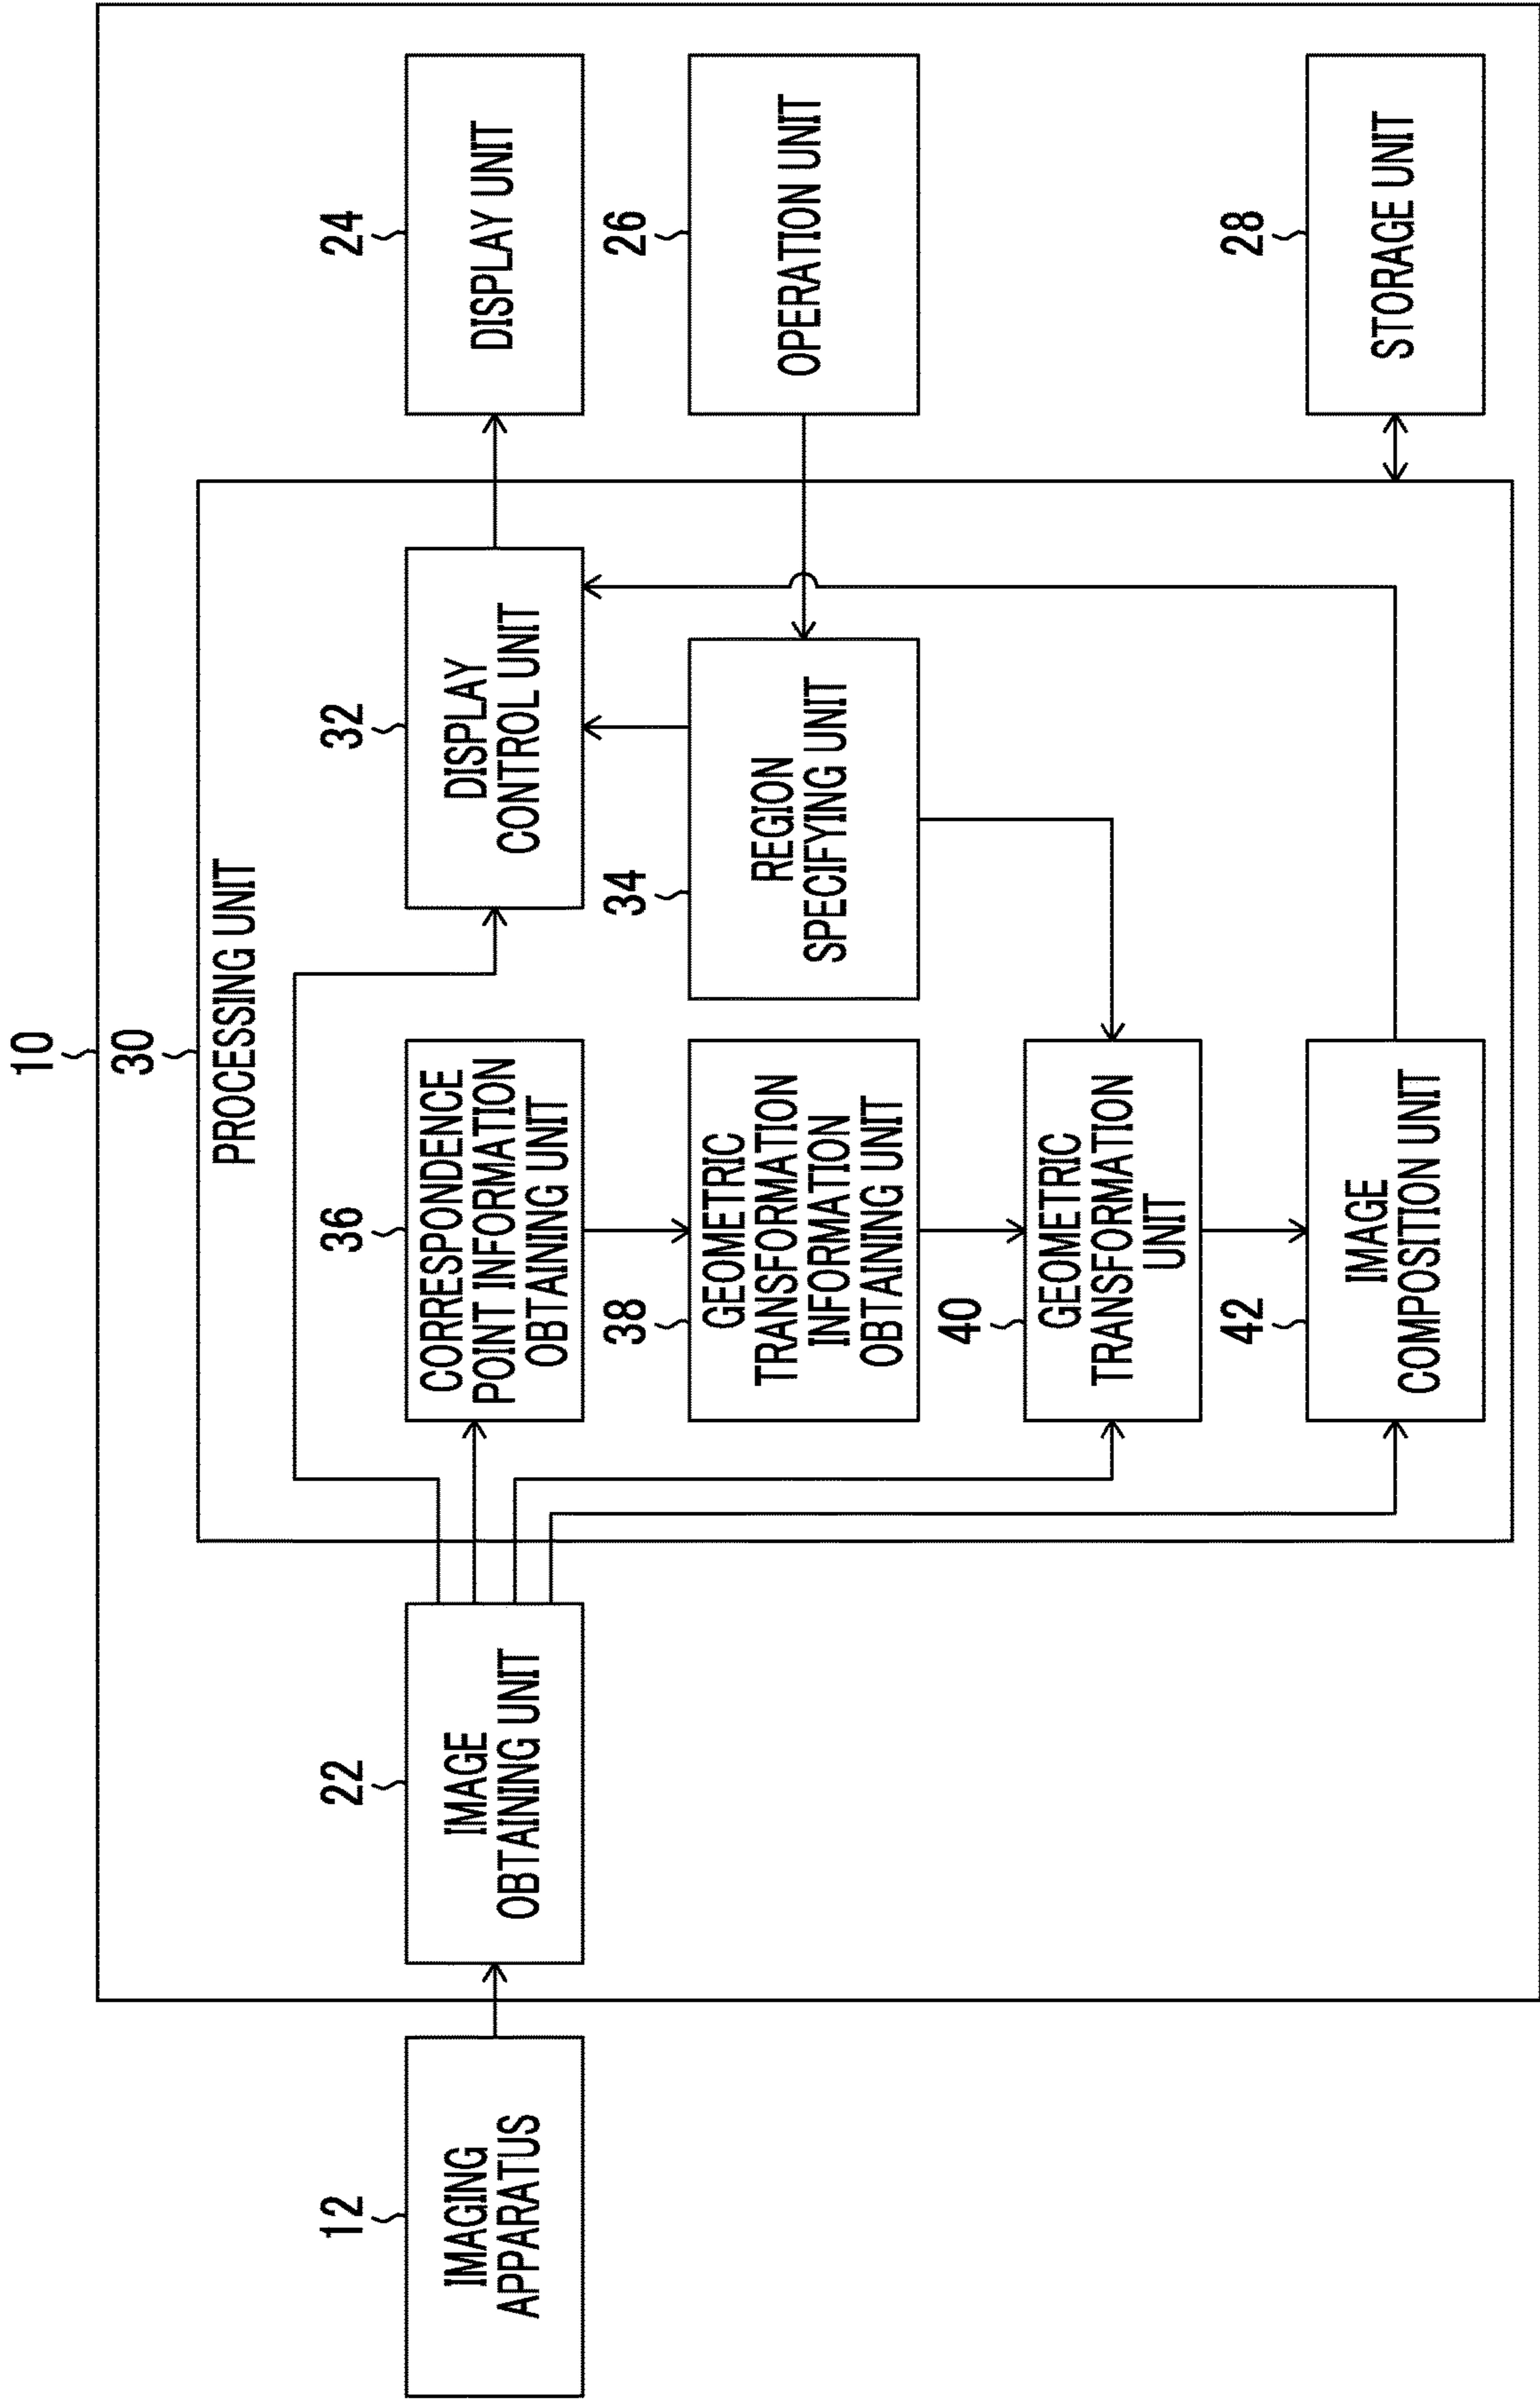 10
30
PROCESSING UNIT
12
IMAGING
APPARATUS
22
IMAGE
OBTAINING UNIT
36
CORRESPONDENCE
POINT INFORMATION
OBTAINING UNIT
32
DISPLAY
CONTROL UNIT
24
DISPLAY UNIT
38
GEOMETRIC
TRANSFORMATION
INFORMATION
OBTAINING UNIT
34
REGION
SPECIFYING UNIT
26
OPERATION UNIT
40
GEOMETRIC
TRANSFORMATION
UNIT
42
IMAGE
COMPOSITION UNIT
28
STORAGE UNIT